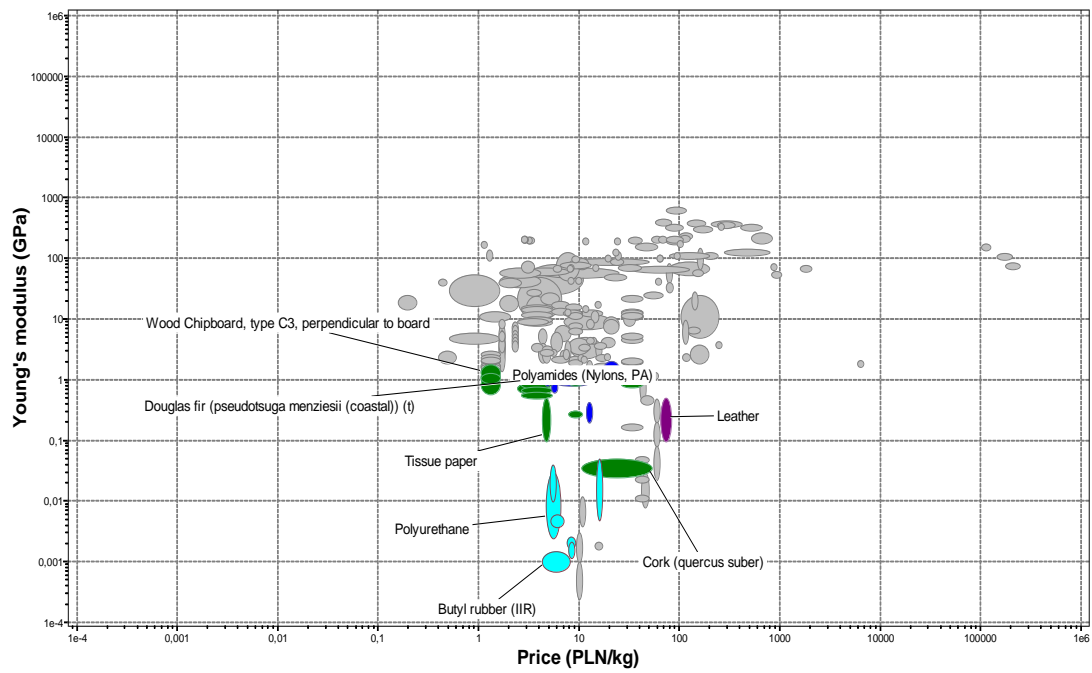 1e6
100000
10000
1000
100
10
1
0,1
0,01
0,001
1e-4
Young's modulus (GPa)
Wood Chipboard, type C3, perpendicular to board
Polyamides (Nylons, PA)
Douglas fir (pseudotsuga menziesii (coastal)) (t)
Leather
Tissue paper
Polyurethane
Cork (quercus suber)
Butyl rubber (IIR)
1e-4 0,001 0,01 0,1 1 10 100 1000 10000 100000 1e6
Price (PLN/kg)